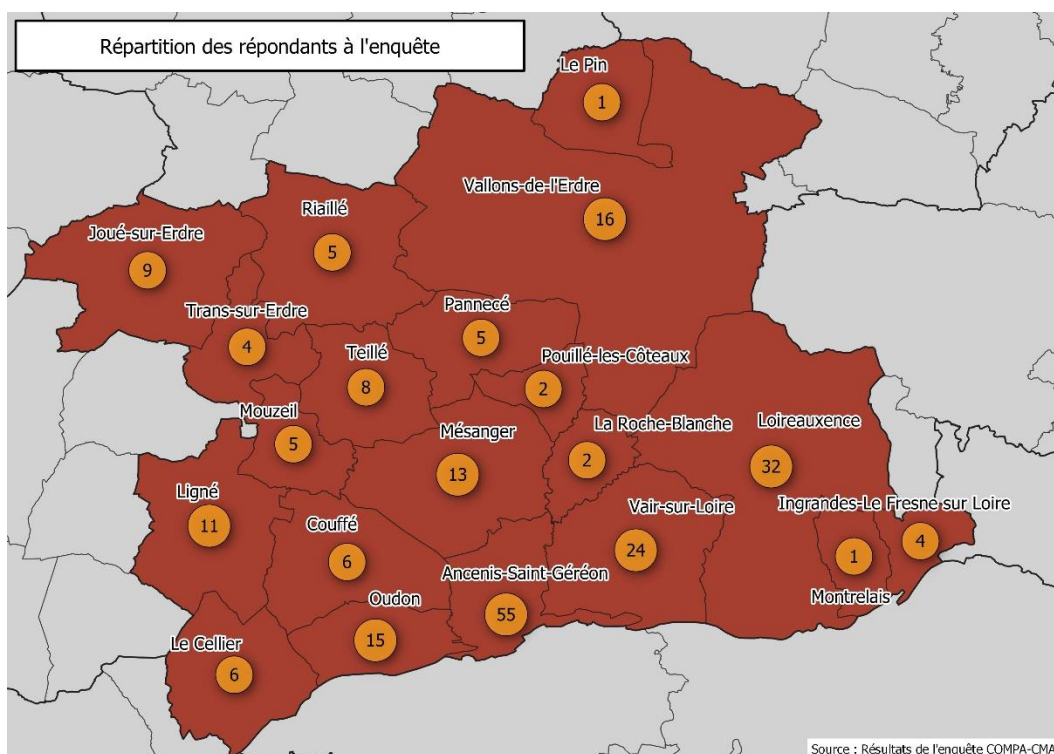 Répartition des répondants à l'enquête
Le Pin
1
Vallons-de-l'Erdre
16
Riaillé
5
Joué-sur-Erdre
9
Trans-sur-Erdre
4
Pannecé
5
Teillé
8
Pouillé-les-Côteaux
2
Mouzeil
5
Mésanger
13
La Roche-Blanche
2
Loireauxence
32
Ligné
11
Couffé
6
Vair-sur-Loire
24
Ingrandes-Le Fresne sur Loire
4
1
Montrelais
Ancenis-Saint-Géréon
55
Oudon
15
Le Cellier
6
Source : Résultats de l'enquête COMPA-CMA